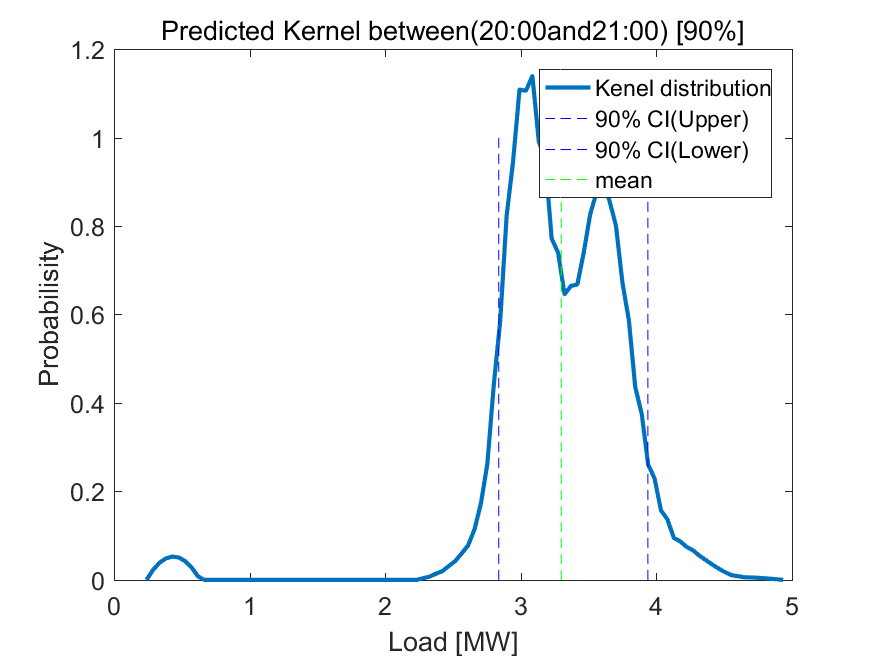 Predicted Kernel between(20:00and21:00) [90%]
1.2
1
0.8
0.6
0.4
0.2
0
Probabilisity
Kenel distribution
90% CI(Upper)
90% CI(Lower)
mean
0 1 2 3 4 5
Load [MW]